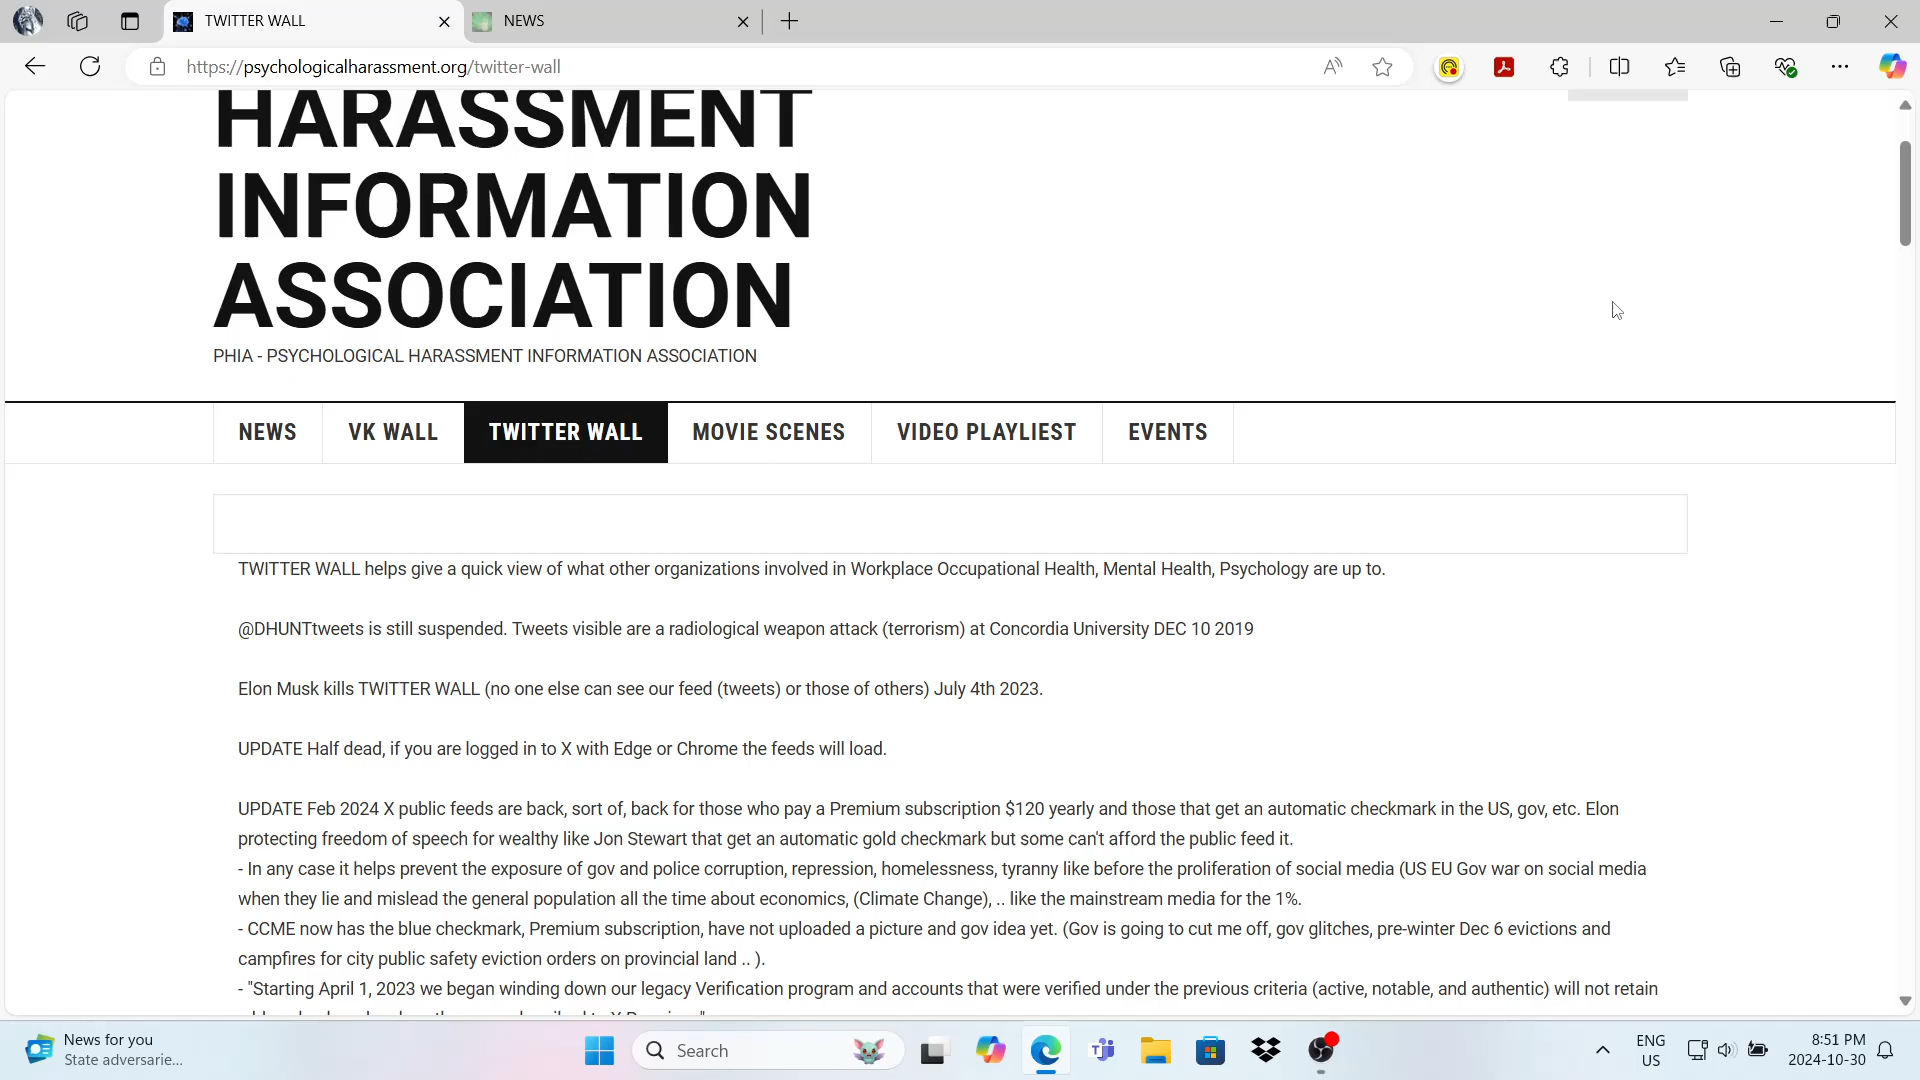 TWITTER WALL
NEWS
https://psychologicalharassment.org/twitter-wall
HARASSMENT
INFORMATION
ASSOCIATION
PHIA - PSYCHOLOGICAL HARASSMENT INFORMATION ASSOCIATION
NEWS VK WALL TWITTER WALL MOVIE SCENES VIDEO PLAYLIEST EVENTS
TWITTER WALL helps give a quick view of what other organizations involved in Workplace Occupational Health, Mental Health, Psychology are up to.
@DHUNTtweets is still suspended. Tweets visible are a radiological weapon attack (terrorism) at Concordia University DEC 10 2019
Elon Musk kills TWITTER WALL (no one else can see our feed (tweets) or those of others) July 4th 2023.
UPDATE Half dead, if you are logged in to X with Edge or Chrome the feeds will load.
UPDATE Feb 2024 X public feeds are back, sort of, back for those who pay a Premium subscription $120 yearly and those that get an automatic checkmark in the US, gov, etc. Elon
protecting freedom of speech for wealthy like Jon Stewart that get an automatic gold checkmark but some can't afford the public feed it.
- In any case it helps prevent the exposure of gov and police corruption, repression, homelessness, tyranny like before the proliferation of social media (US EU Gov war on social media
when they lie and mislead the general population all the time about economics, (Climate Change), .. like the mainstream media for the 1%.
- CCME now has the blue checkmark, Premium subscription, have not uploaded a picture and gov idea yet. (Gov is going to cut me off, gov glitches, pre-winter Dec 6 evictions and
campfires for city public safety eviction orders on provincial land .. ).
- "Starting April 1, 2023 we began winding down our legacy Verification program and accounts that were verified under the previous criteria (active, notable, and authentic) will not retain
News for you
State adversarie...
Search
ENG
US
8:51 PM
2024-10-30